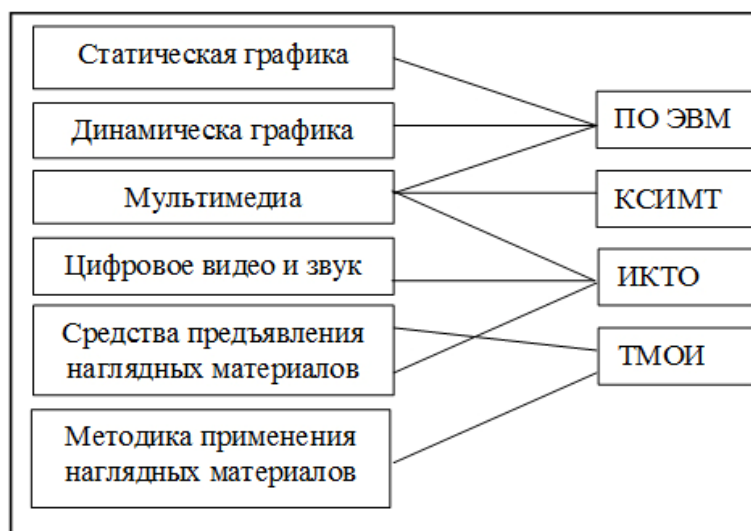 Статическая графика
Динамическа графика
Мультимедиа
Цифровое видео и звук
Средства предъявления
наглядных материалов
Методика применения
наглядных материалов
ПО ЭВМ
КСИМТ
ИКТО
ТМОИ